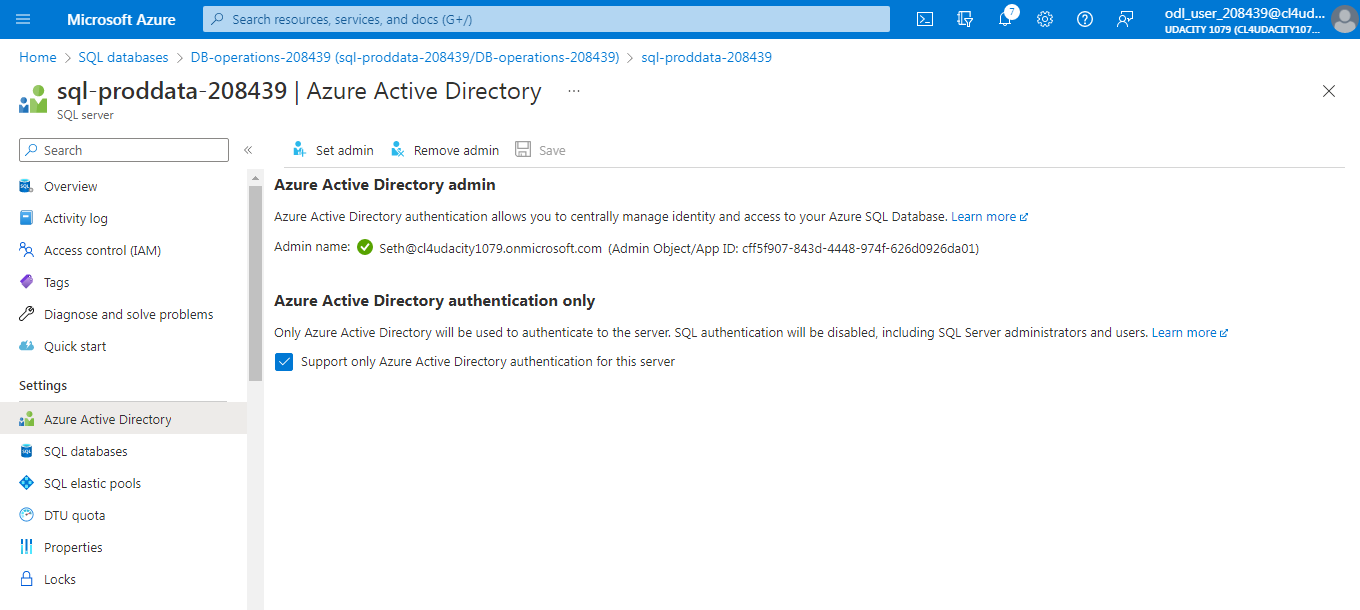 Microsoft Azure
Search resources, services, and docs (G+/)
7
odl_user_208439@cl4ud...
UDACITY 1079 (CL4UDACITY107...
Home > SQL databases > DB-operations-208439 (sql-proddata-208439/DB-operations-208439) > sql-proddata-208439
sql-proddata-208439 | Azure Active Directory ...
SQL server
Search
«
Set admin Remove admin Save
Overview
Activity log
Access control (IAM)
Tags
Diagnose and solve problems
Quick start
Settings
Azure Active Directory
SQL databases
SQL elastic pools
DTU quota
Properties
Locks
Azure Active Directory admin
Azure Active Directory authentication allows you to centrally manage identity and access to your Azure SQL Database. Learn more
Admin name: Seth@cl4udacity1079.onmicrosoft.com (Admin Object/App ID: cff5f907-843d-4448-974f-626d0926da01)
Azure Active Directory authentication only
Only Azure Active Directory will be used to authenticate to the server. SQL authentication will be disabled, including SQL Server administrators and users. Learn more
Support only Azure Active Directory authentication for this server